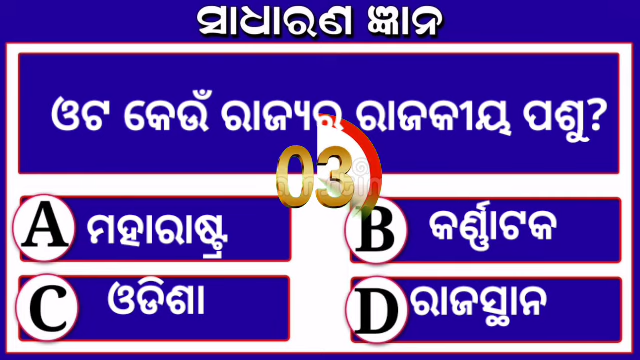 ସାଧାରଣ ଜ୍ଞାନ
ଓଟ କେଉଁ ରାଜ୍ୟର ରାଜକୀୟ ପଶୁ?
03
A ମହାରାଷ୍ଟ୍ର
B କର୍ଣ୍ଣାଟକ
C ଓଡିଶା
D ରାଜସ୍ଥାନ